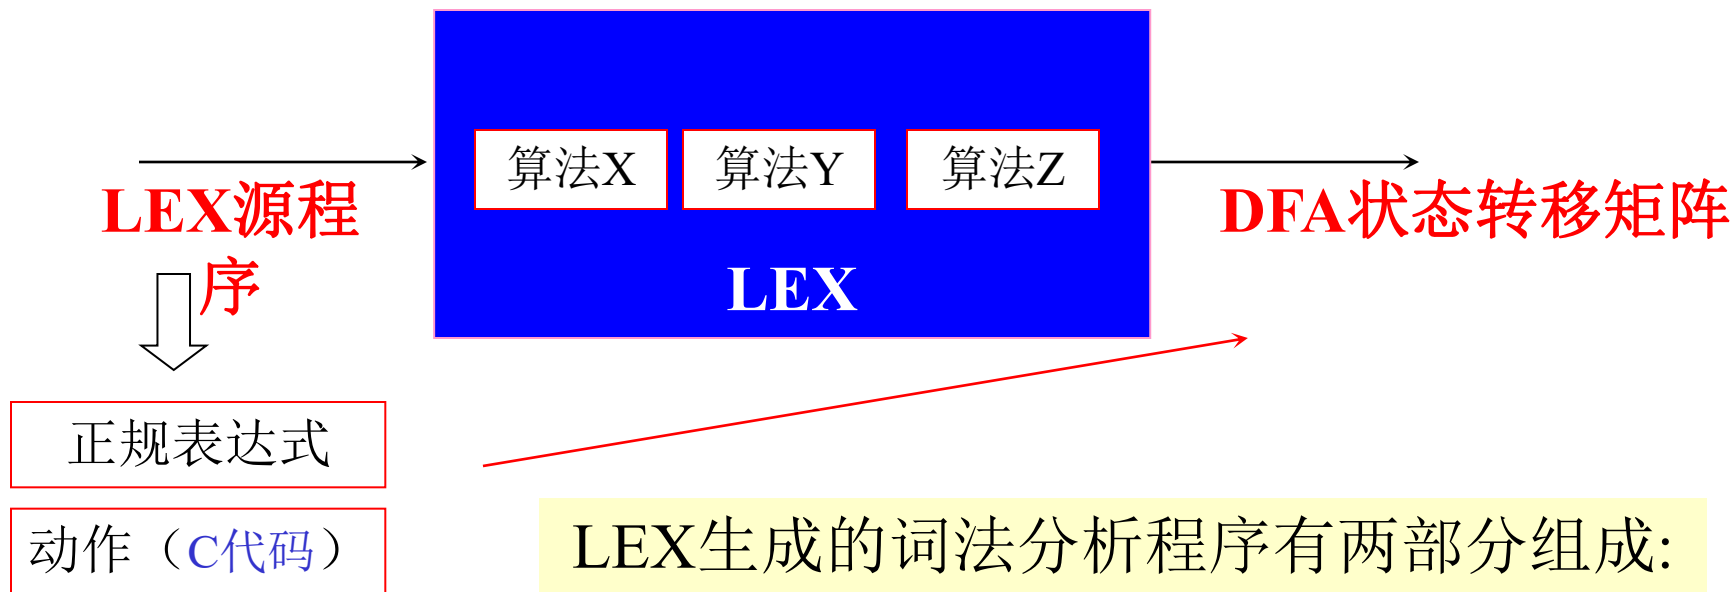 算法X
算法Y
算法Z
LEX源程
序
DFA状态转移矩阵
LEX
正规表达式
动作（C代码）
LEX生成的词法分析程序有两部分组成: